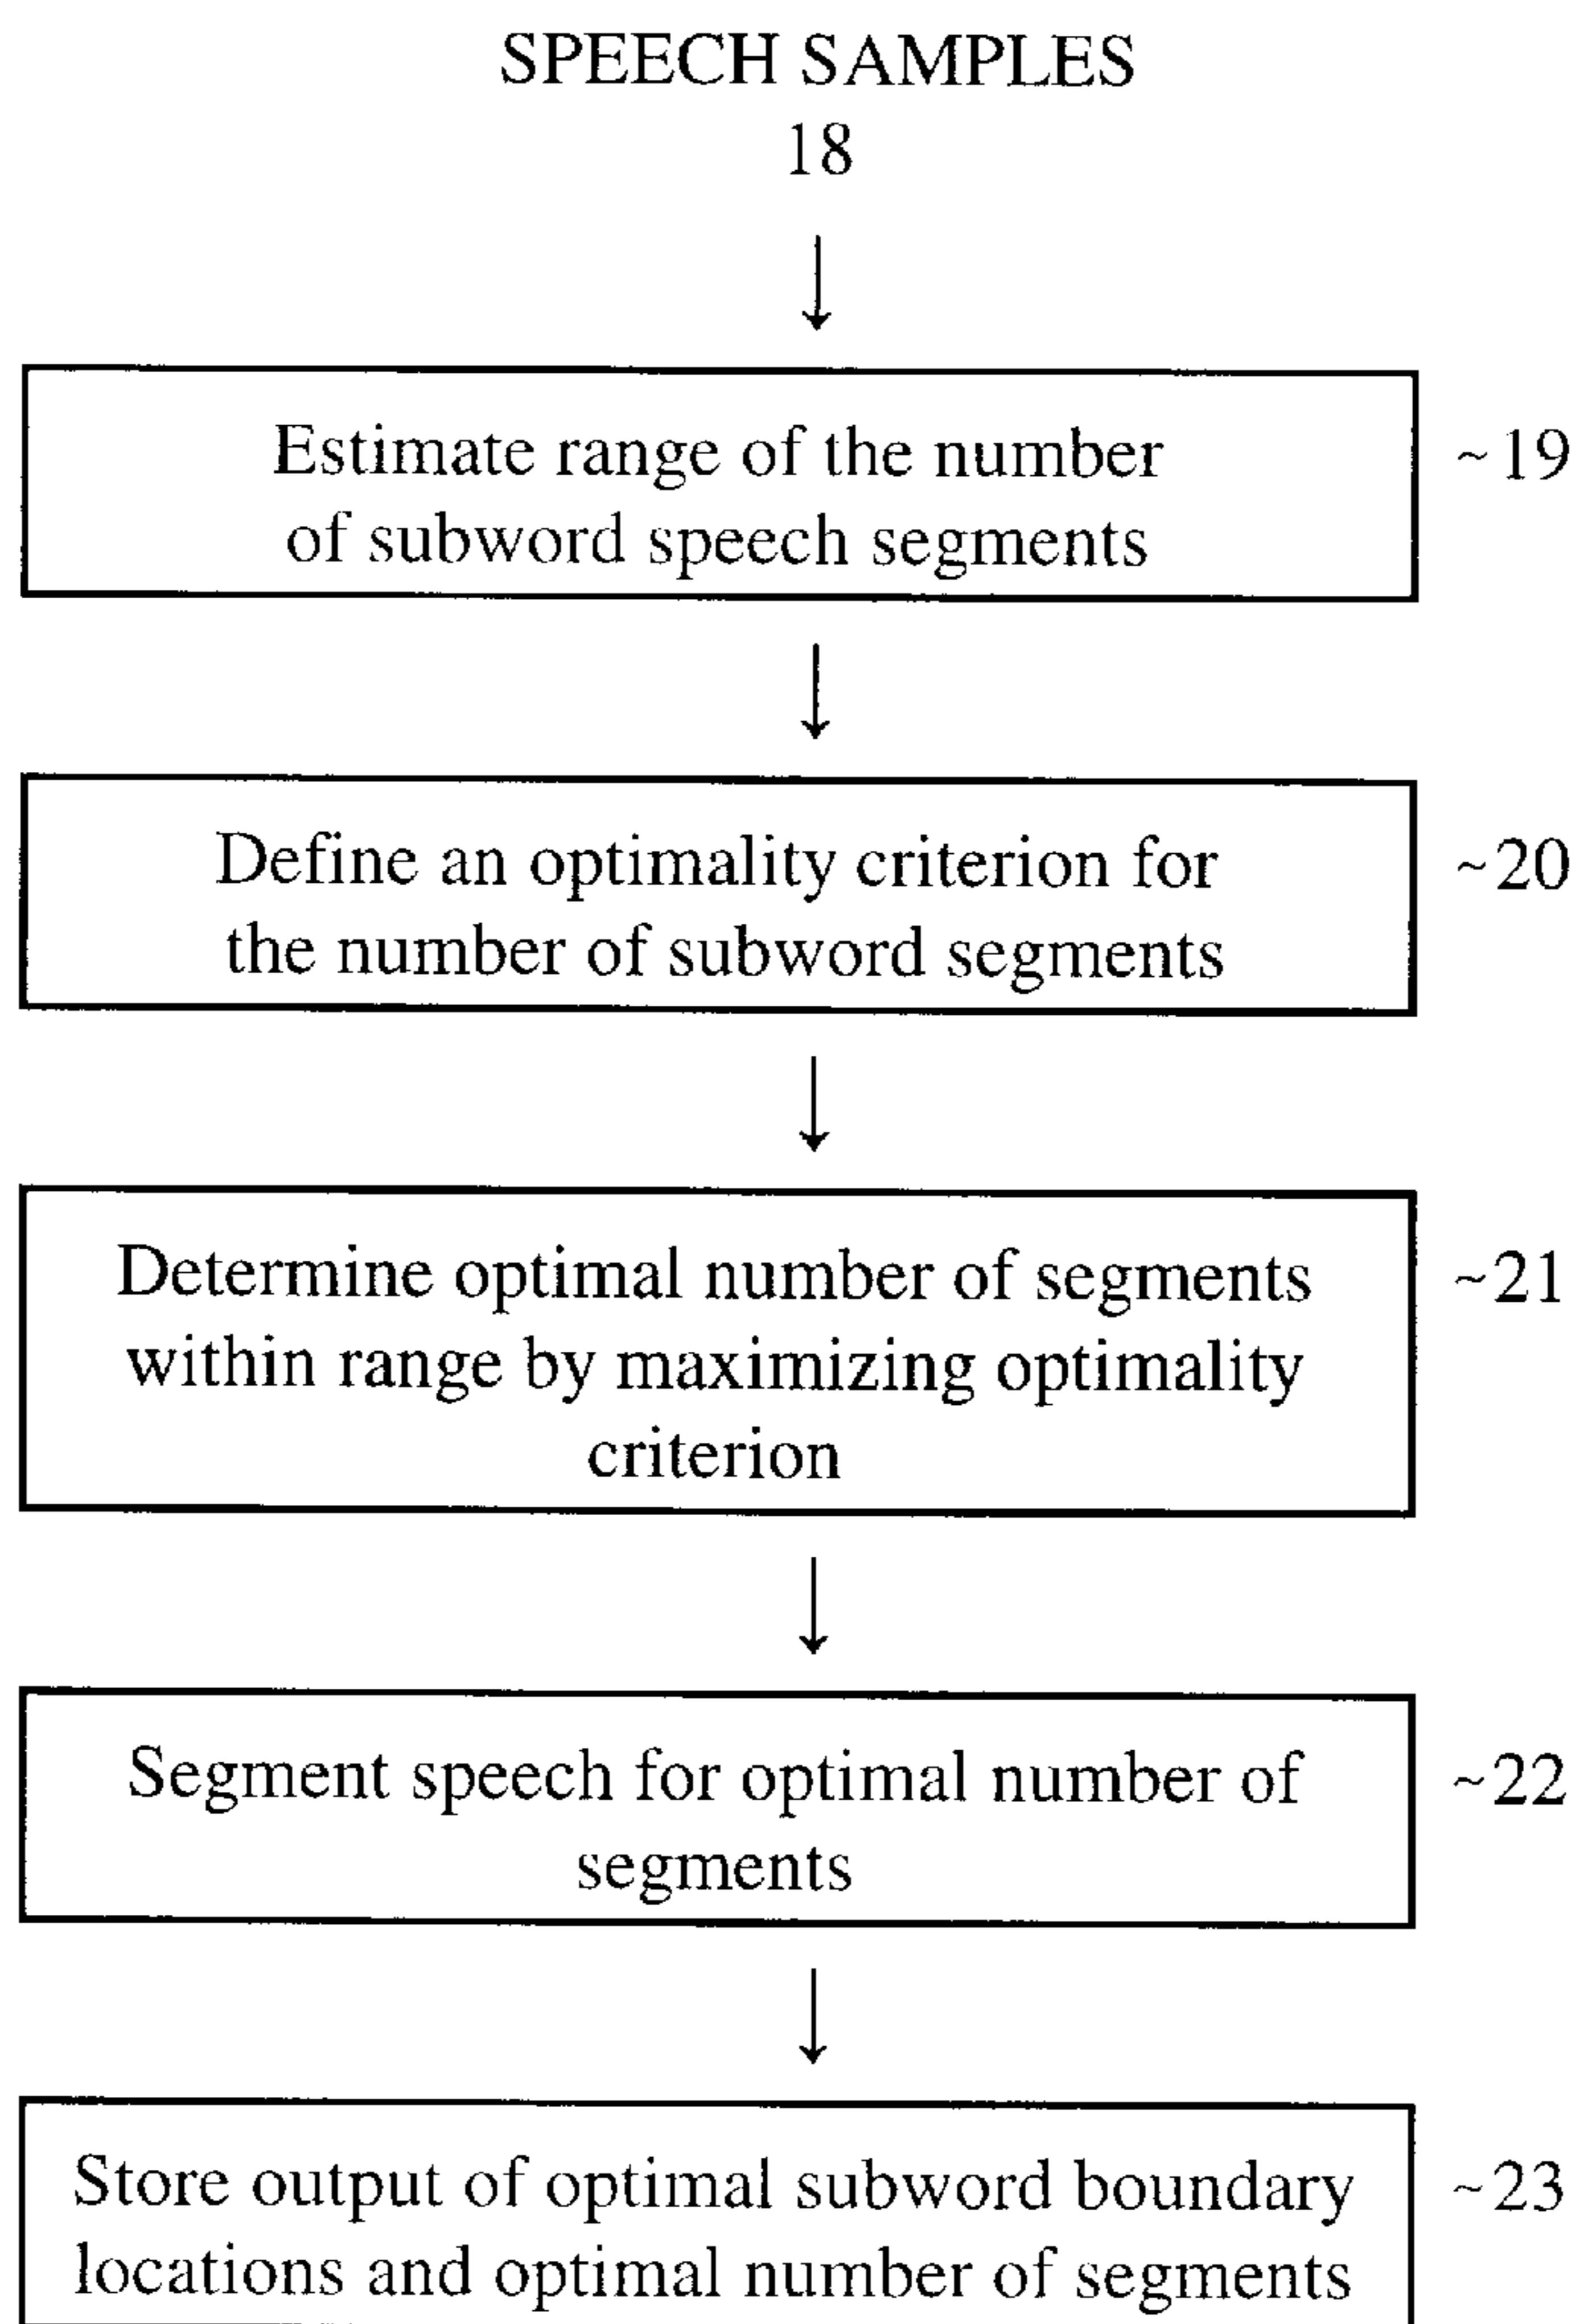 SPEECH SAMPLES
18
Estimate range of the number
of subword speech segments
~19
Define an optimality criterion for
the number of subword segments
~20
Determine optimal number of segments
within range by maximizing optimality
criterion
~21
Segment speech for optimal number of
segments
~22
Store output of optimal subword boundary
locations and optimal number of segments
~23